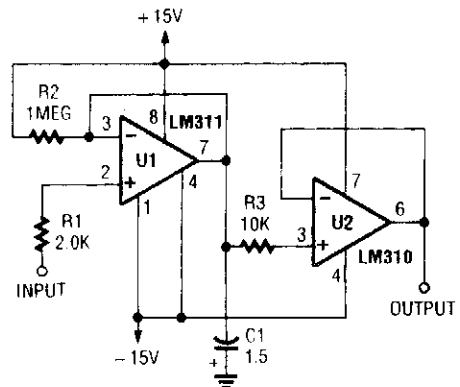 +15V
R2
1MEG
3
−
8
LM311
U1
7
2
+
4
1
R1
2.0K
INPUT
−15V
R3
10K
3
−
+
U2
7
6
4
LM310
OUTPUT
C1
1.5
+